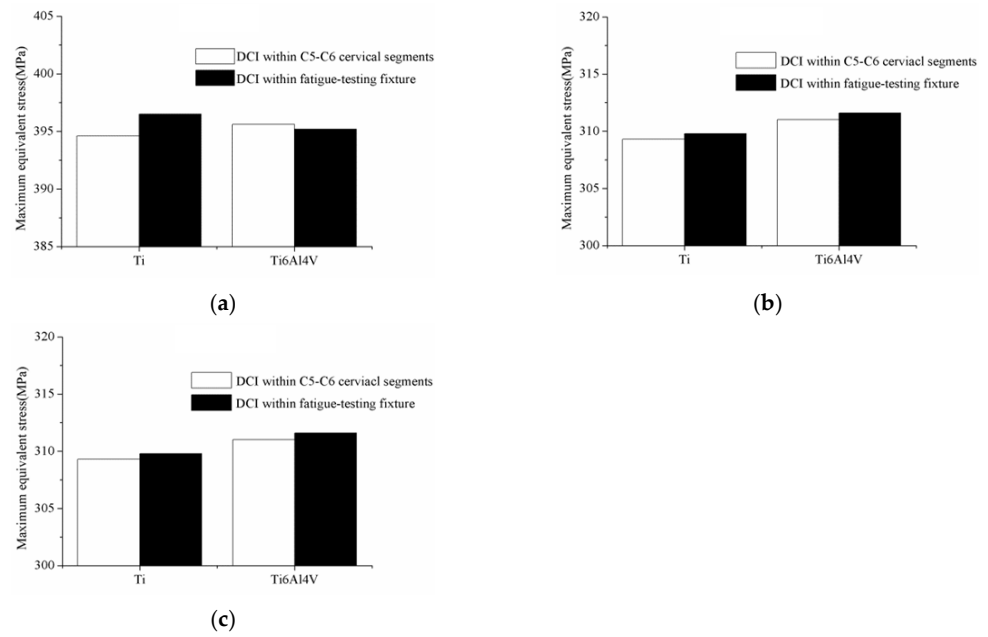 405
400
395
390
385
Maximum equivalent stress(MPa)
DCI within C5-C6 cervical segments
DCI within fatigue-testing fixture
Ti
Ti6Al4V
(a)
320
315
310
305
300
Maximum equivalent stress(MPa)
DCI within C5-C6 cerviacl segments
DCI within fatigue-testing fixture
Ti
Ti6Al4V
(b)
320
315
310
305
300
Maximum equivalent stress(MPa)
DCI within C5-C6 cerviacl segments
DCI within fatigue-testing fixture
Ti
Ti6Al4V
(c)